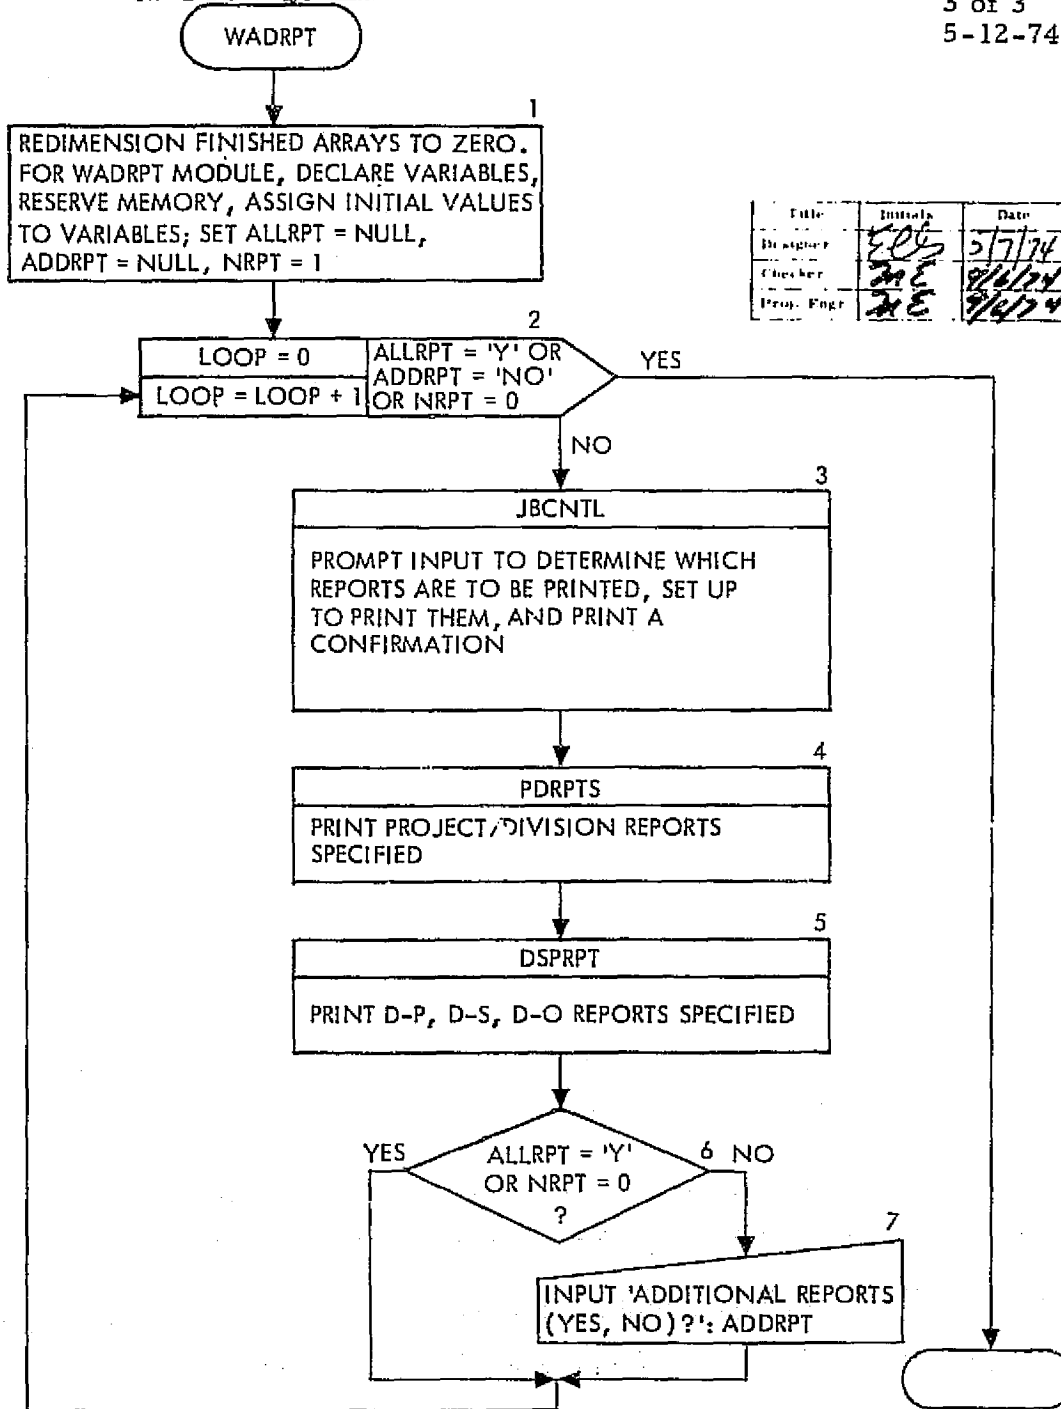 3 of 3
5-12-74
WADRPT
1
REDIMENSION FINISHED ARRAYS TO ZERO.
FOR WADRPT MODULE, DECLARE VARIABLES,
RESERVE MEMORY, ASSIGN INITIAL VALUES
TO VARIABLES; SET ALLRPT = NULL,
ADDRPT = NULL, NRPT = 1
Title Initials Date
Designer 5/7/74
Checker ME
Proj. Engr ME
2
LOOP = 0
LOOP = LOOP + 1
ALLRPT = 'Y' OR
ADDRPT = 'NO'
OR NRPT = 0
YES
NO
3
JBCNTL
PROMPT INPUT TO DETERMINE WHICH
REPORTS ARE TO BE PRINTED, SET UP
TO PRINT THEM, AND PRINT A
CONFIRMATION
4
PDRPTS
PRINT PROJECT/DIVISION REPORTS
SPECIFIED
5
DSPRPT
PRINT D-P, D-S, D-O REPORTS SPECIFIED
YES
ALLRPT = 'Y'
OR NRPT = 0
?
6 NO
7
INPUT 'ADDITIONAL REPORTS
(YES, NO)?': ADDRPT